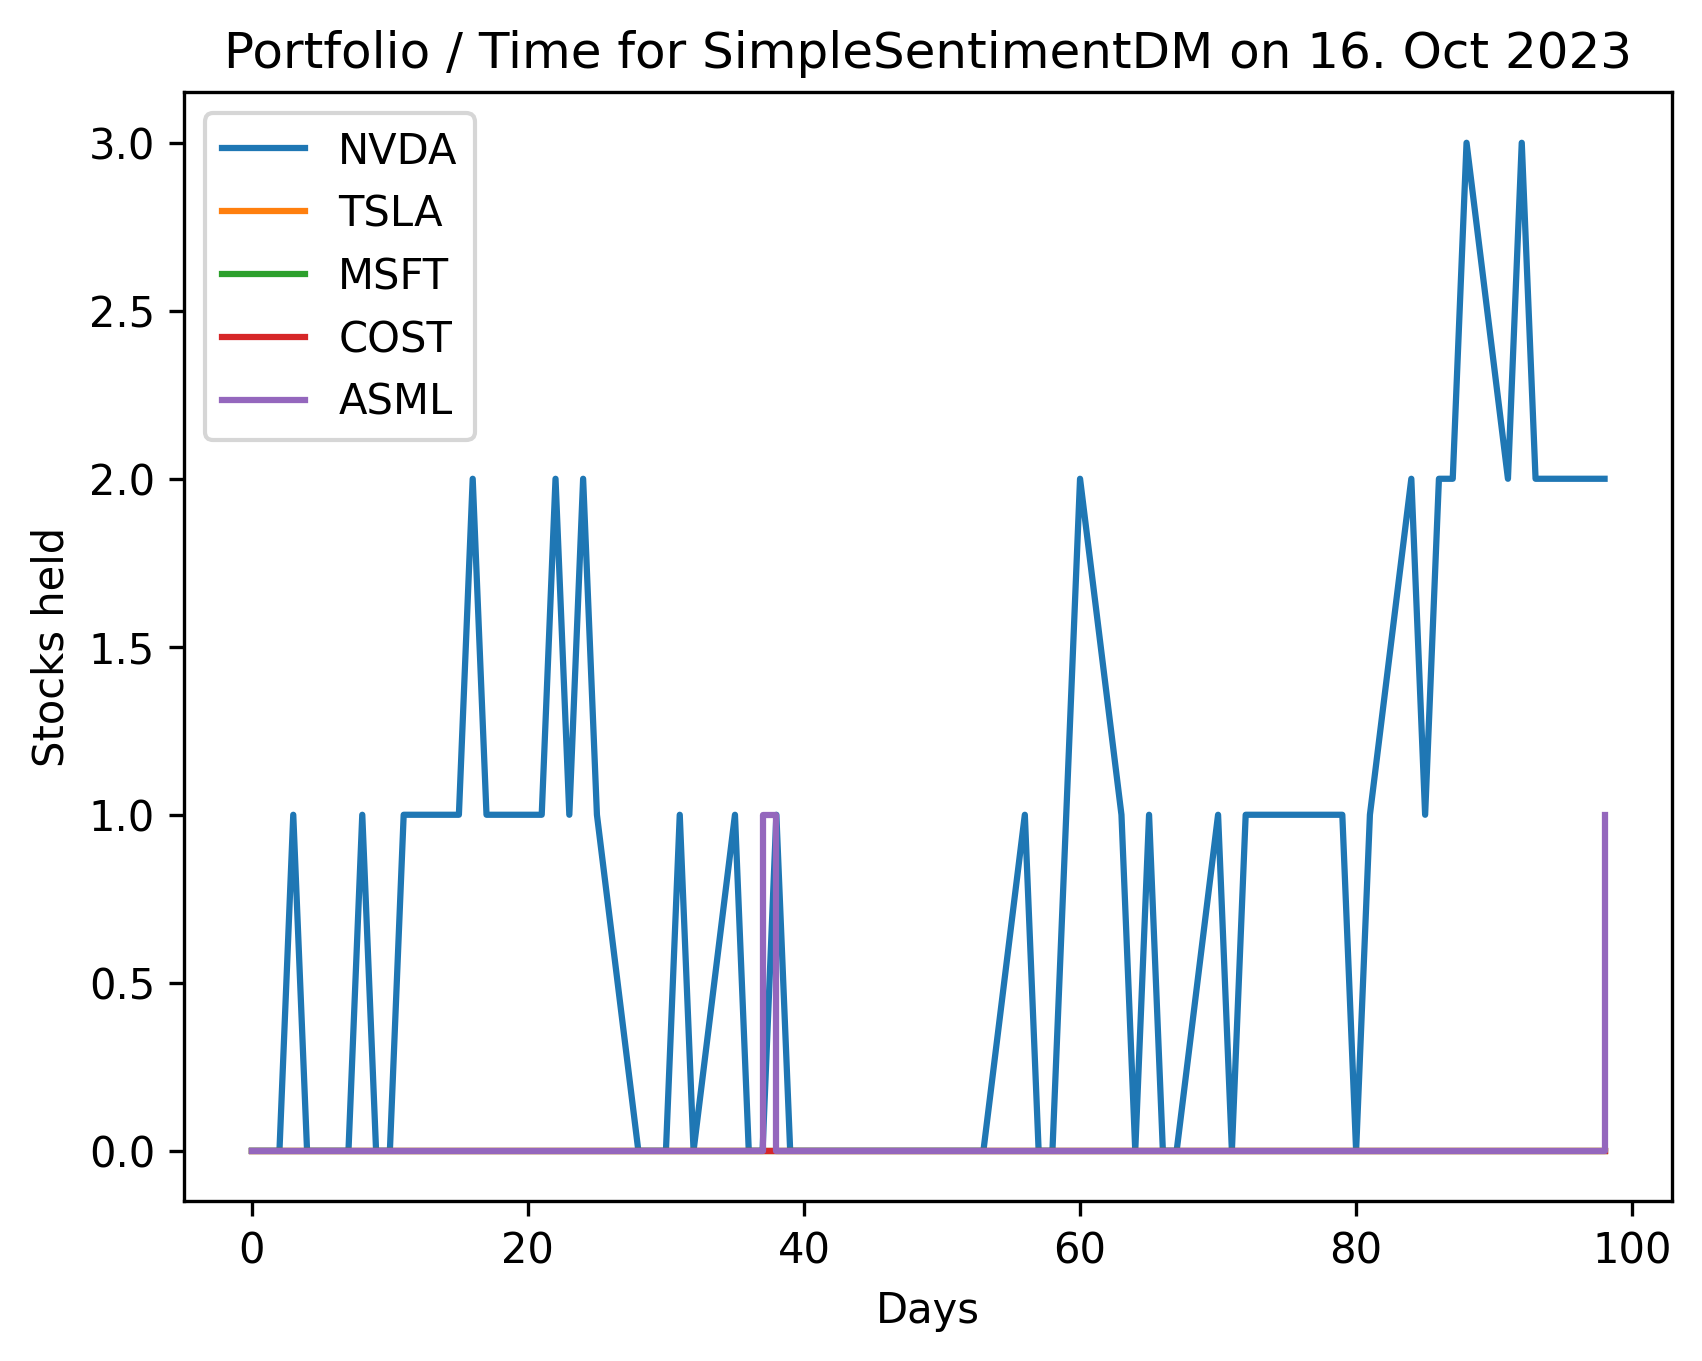 Portfolio / Time for SimpleSentimentDM on 16. Oct 2023
NVDA
TSLA
MSFT
COST
ASML
3.0
2.5
2.0
1.5
1.0
0.5
0.0
Stocks held
0 20 40 60 80 100
Days